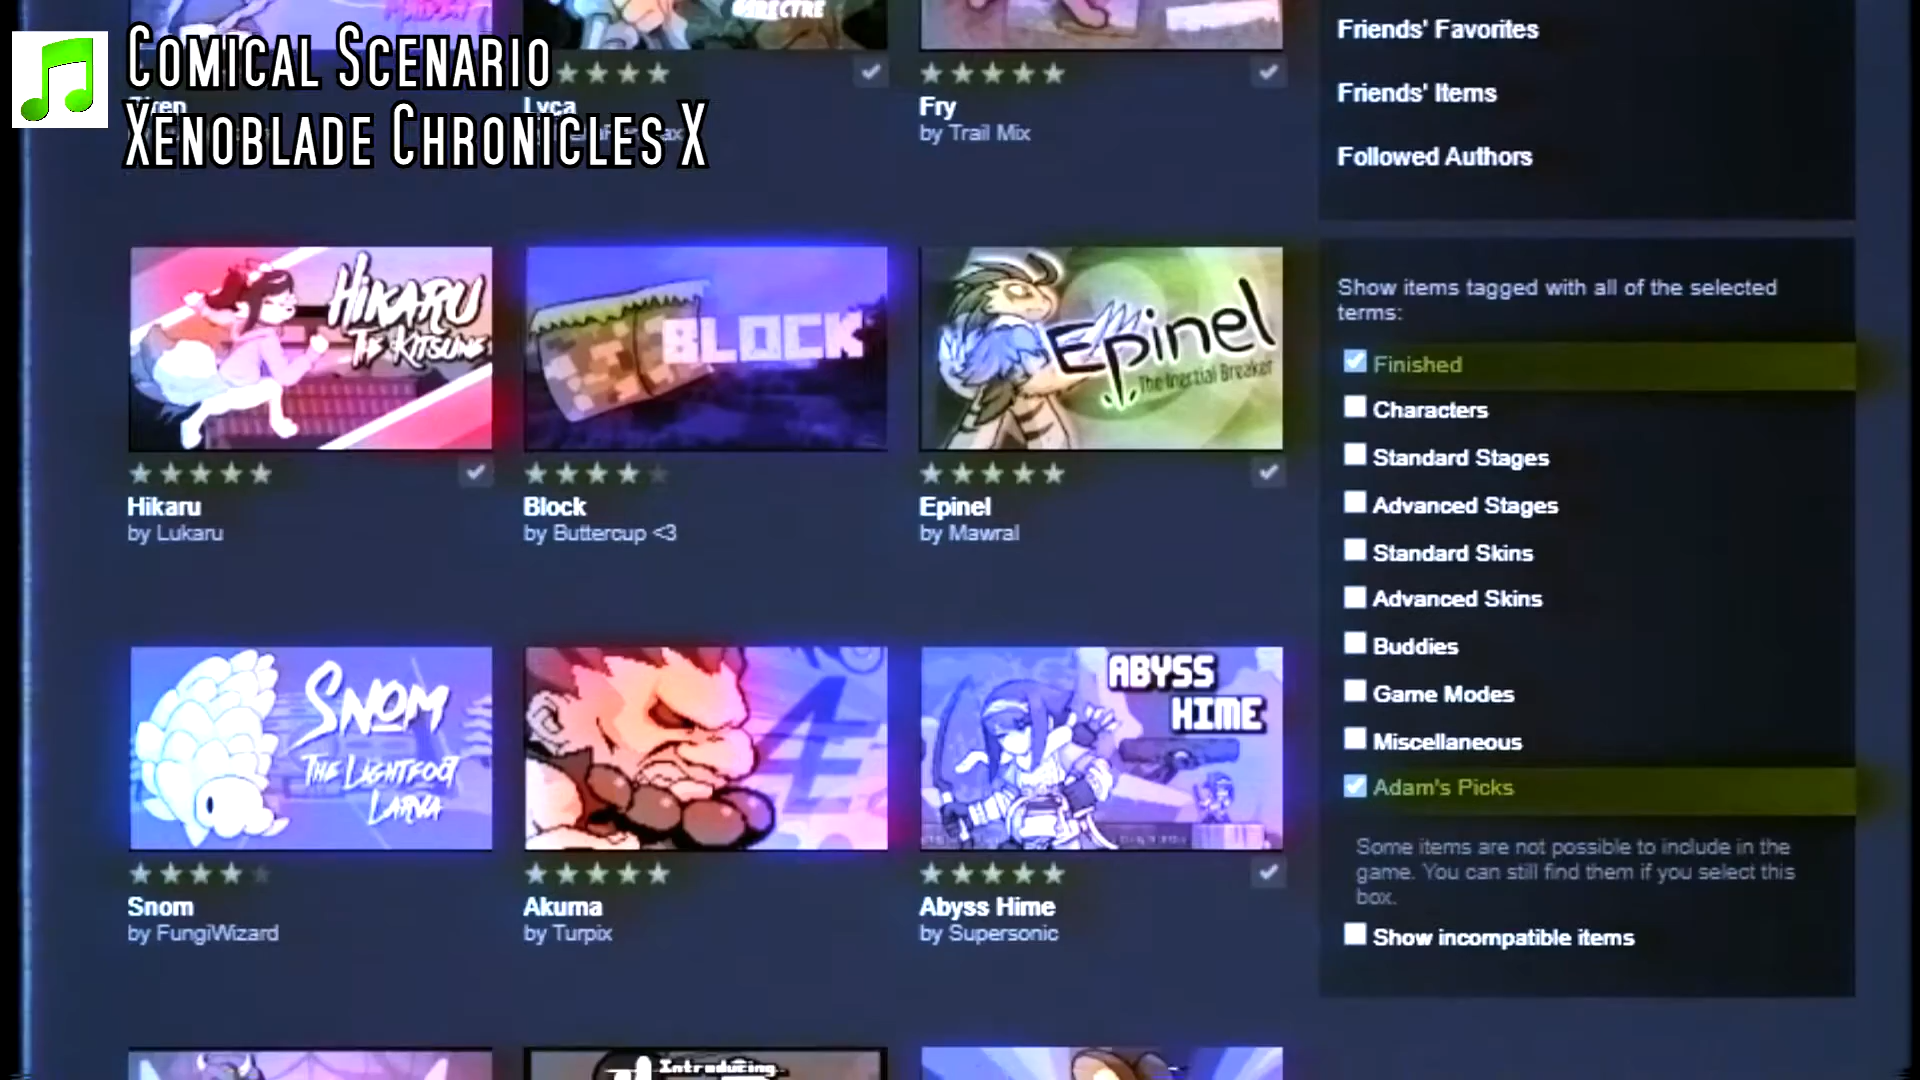 Comical Scenario
Xenoblade Chronicles X
Siren
Lyca
Fry
by Trail Mix
Friends' Favorites
Friends' Items
Followed Authors
Hikaru
The Kitsune
BLOCK
Epinel
The Inertial Breaker
Hikaru
by Lukaru
Block
by Buttercup <3
Epinel
by Mawral
Snom
The Lightfoot
Larva
ABYSS
HIME
Snom
by FungiWizard
Akuma
by Turpix
Abyss Hime
by Supersonic
Introducing
Show items tagged with all of the selected
terms:
Finished
Characters
Standard Stages
Advanced Stages
Standard Skins
Advanced Skins
Buddies
Game Modes
Miscellaneous
Adam's Picks
Some items are not possible to include in the
game. You can still find them if you select this
box.
Show incompatible items